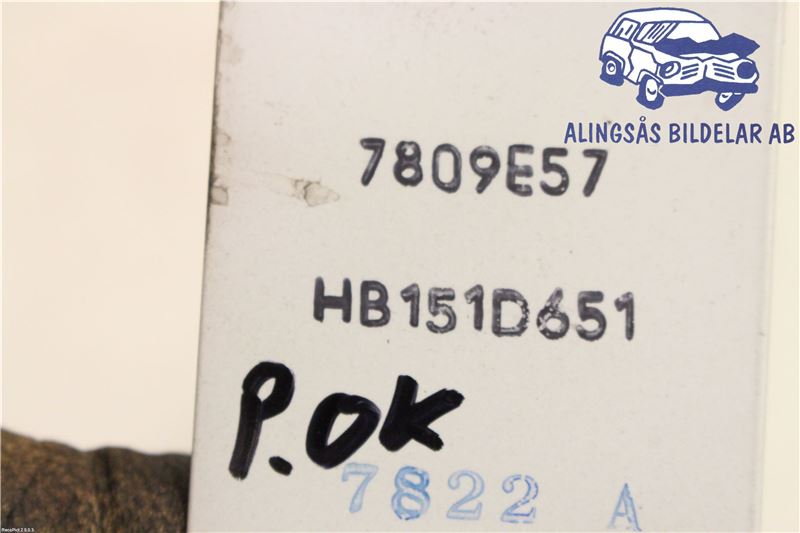 ALINGSÅS BILDELAR AB
7809E57
HB151D651
P.OK
7822 A